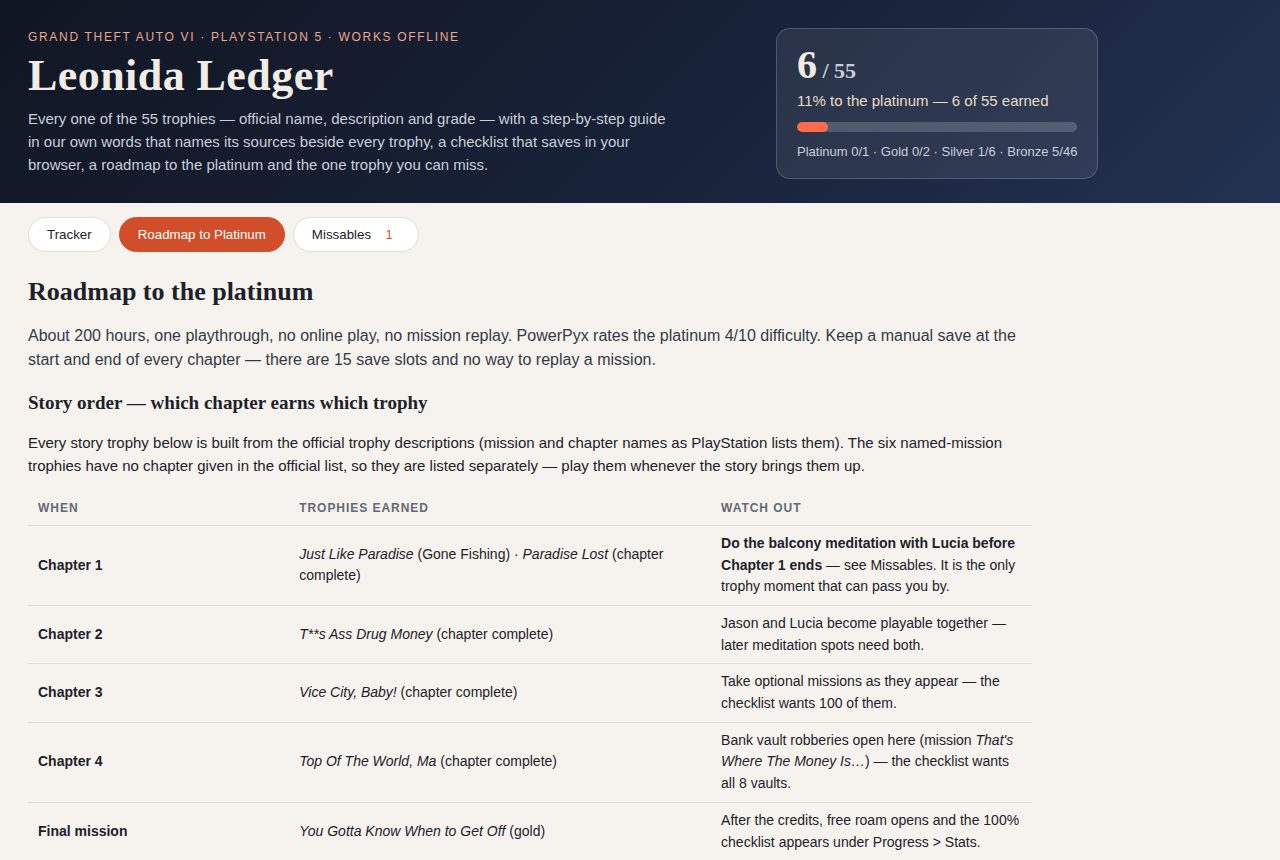 GRAND THEFT AUTO VI · PLAYSTATION 5 · WORKS OFFLINE
Leonida Ledger
Every one of the 55 trophies — official name, description and grade — with a step-by-step guide
in our own words that names its sources beside every trophy, a checklist that saves in your
browser, a roadmap to the platinum and the one trophy you can miss.
6 / 55
11% to the platinum — 6 of 55 earned
Platinum 0/1 · Gold 0/2 · Silver 1/6 · Bronze 5/46
Tracker
Roadmap to Platinum
Missables 1
Roadmap to the platinum
About 200 hours, one playthrough, no online play, no mission replay. PowerPyx rates the platinum 4/10 difficulty. Keep a manual save at the
start and end of every chapter — there are 15 save slots and no way to replay a mission.
Story order — which chapter earns which trophy
Every story trophy below is built from the official trophy descriptions (mission and chapter names as PlayStation lists them). The six named-mission
trophies have no chapter given in the official list, so they are listed separately — play them whenever the story brings them up.
WHEN
TROPHIES EARNED
WATCH OUT
Chapter 1
Just Like Paradise (Gone Fishing) · Paradise Lost (chapter
complete)
Do the balcony meditation with Lucia before
Chapter 1 ends — see Missables. It is the only
trophy moment that can pass you by.
Chapter 2
T**s Ass Drug Money (chapter complete)
Jason and Lucia become playable together —
later meditation spots need both.
Chapter 3
Vice City, Baby! (chapter complete)
Take optional missions as they appear — the
checklist wants 100 of them.
Chapter 4
Top Of The World, Ma (chapter complete)
Bank vault robberies open here (mission That's
Where The Money Is…) — the checklist wants
all 8 vaults.
Final mission
You Gotta Know When to Get Off (gold)
After the credits, free roam opens and the 100%
checklist appears under Progress > Stats.